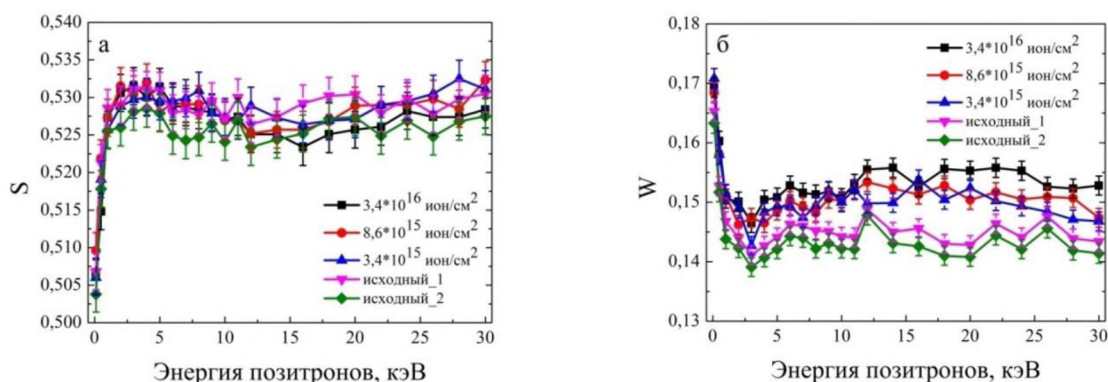 а
S
0,540
0,535
0,530
0,525
0,520
0,515
0,510
0,505
0,500
3,4*10^16 ион/см^2
8,6*10^15 ион/см^2
3,4*10^15 ион/см^2
исходный_1
исходный_2
0 5 10 15 20 25 30
Энергия позитронов, кэВ
б
W
0,18
0,17
0,16
0,15
0,14
0,13
3,4*10^16 ион/см^2
8,6*10^15 ион/см^2
3,4*10^15 ион/см^2
исходный_1
исходный_2
0 5 10 15 20 25 30
Энергия позитронов, кэВ